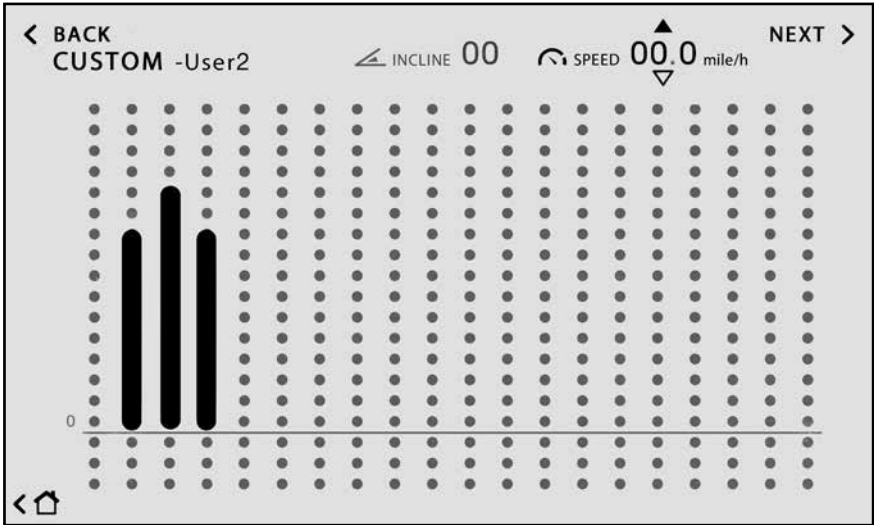 BACK
CUSTOM -User2
INCLINE 00
SPEED 00.0 mile/h
NEXT
0